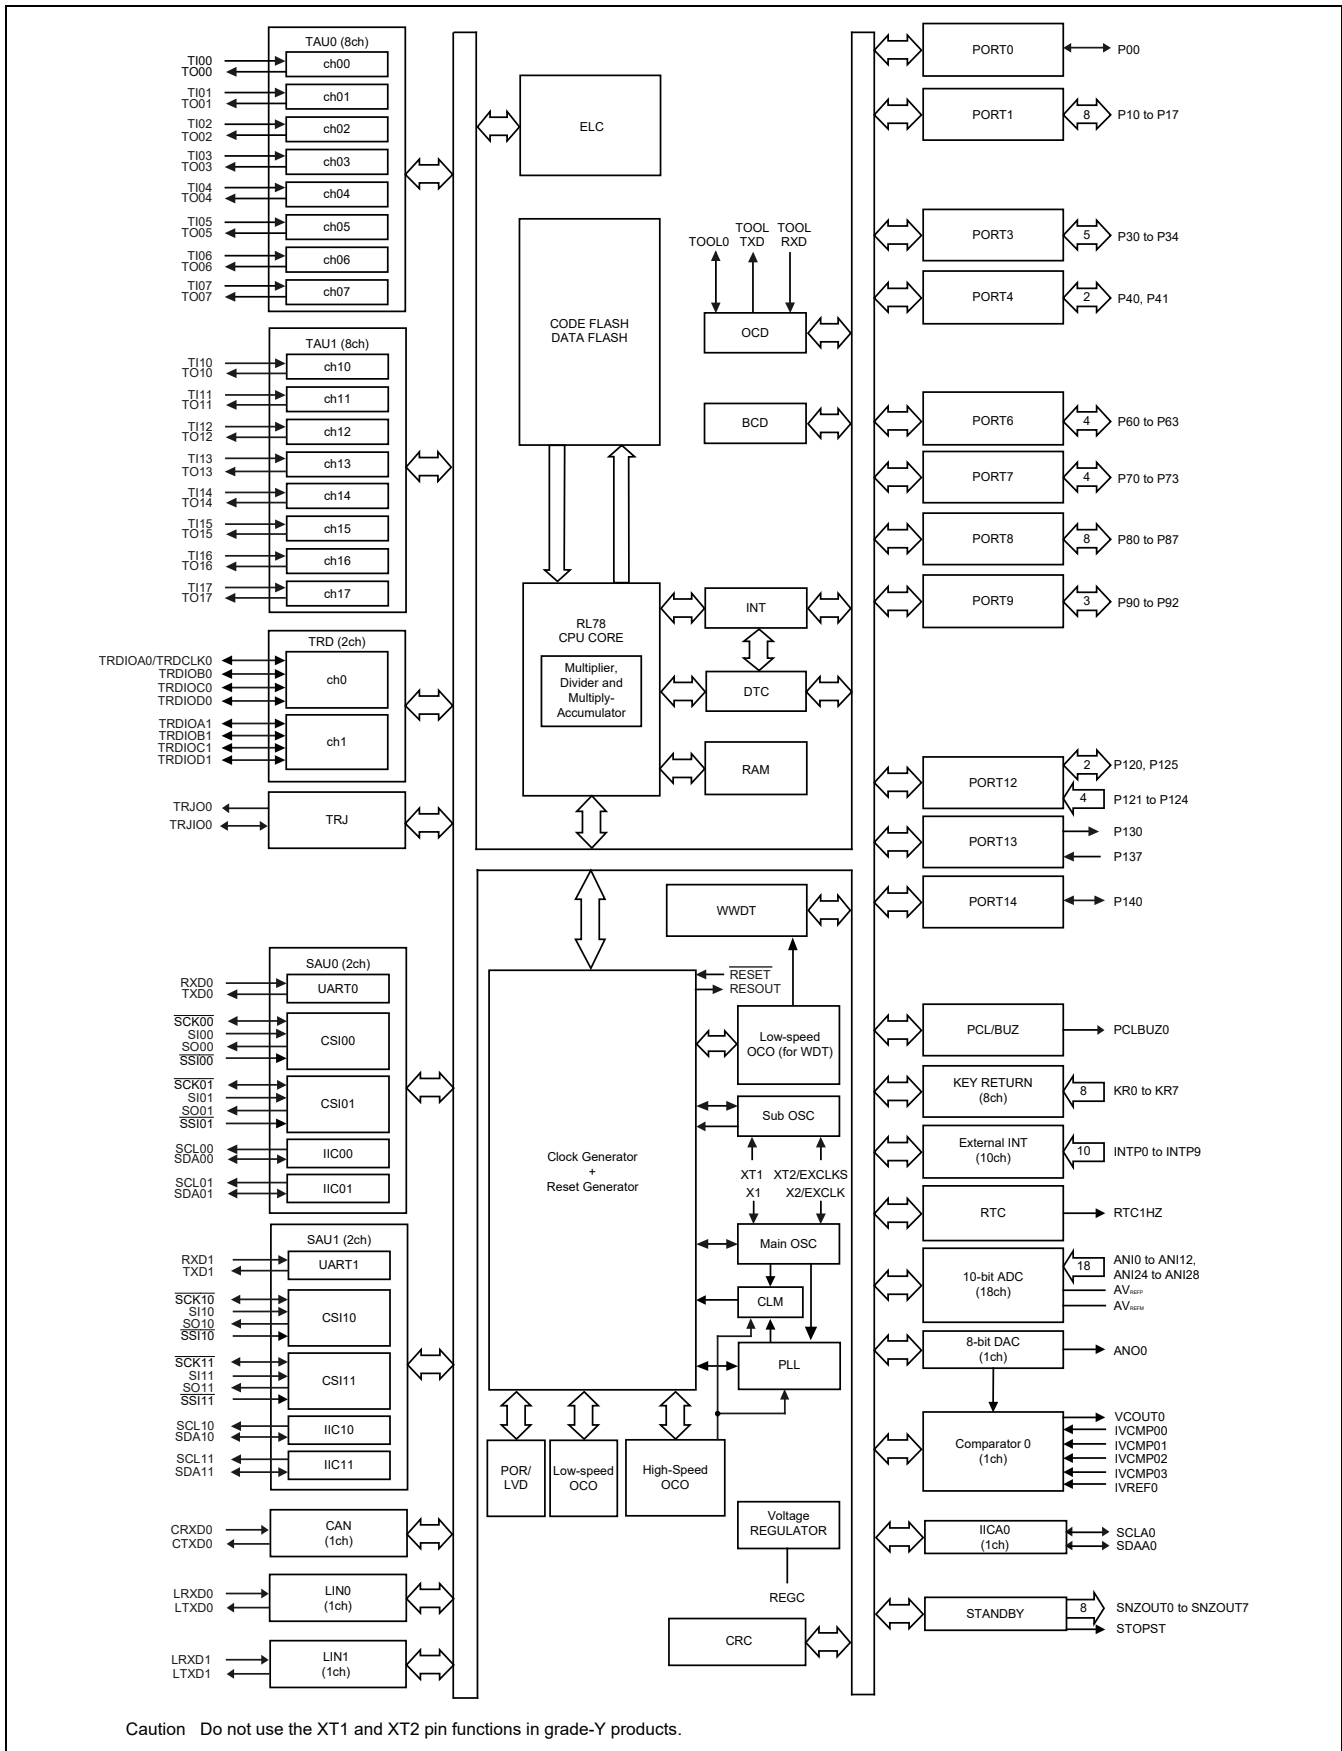 TAU0 (8ch)
TI00
TO00
ch00
TI01
TO01
ch01
TI02
TO02
ch02
TI03
TO03
ch03
TI04
TO04
ch04
TI05
TO05
ch05
TI06
TO06
ch06
TI07
TO07
ch07
TAU1 (8ch)
TI10
TO10
ch10
TI11
TO11
ch11
TI12
TO12
ch12
TI13
TO13
ch13
TI14
TO14
ch14
TI15
TO15
ch15
TI16
TO16
ch16
TI17
TO17
ch17
TRD (2ch)
TRDIOA0/TRDCLK0
TRDIOB0
TRDIOC0
TRDIOD0
ch0
TRDIOA1
TRDIOB1
TRDIOC1
TRDIOD1
ch1
TRJO0
TRJIO0
TRJ
SAU0 (2ch)
RXD0
TXD0
UART0
SCK00
SI00
SO00
SSI00
CSI00
SCK01
SI01
SO01
SSI01
CSI01
SCL00
SDA00
IIC00
SCL01
SDA01
IIC01
SAU1 (2ch)
RXD1
TXD1
UART1
SCK10
SI10
SO10
SSI10
CSI10
SCK11
SI11
SO11
SSI11
CSI11
SCL10
SDA10
IIC10
SCL11
SDA11
IIC11
CRXD0
CTXD0
CAN
(1ch)
LRXD0
LTXD0
LIN0
(1ch)
LRXD1
LTXD1
LIN1
(1ch)
ELC
CODE FLASH
DATA FLASH
TOOL0
TOOL
TXD
TOOL
RXD
OCD
BCD
RL78
CPU CORE
Multiplier,
Divider and
Multiply-
Accumulator
INT
DTC
RAM
WWDT
RESET
RESOUT
Low-speed
OCO (for WDT)
Clock Generator
+
Reset Generator
Sub OSC
XT1
XT2/EXCLKS
X1
X2/EXCLK
Main OSC
CLM
PLL
POR/
LVD
Low-speed
OCO
High-Speed
OCO
Voltage
REGULATOR
REGC
CRC
PORT0
P00
PORT1
8
P10 to P17
PORT3
5
P30 to P34
PORT4
2
P40, P41
PORT6
4
P60 to P63
PORT7
4
P70 to P73
PORT8
8
P80 to P87
PORT9
3
P90 to P92
PORT12
2
P120, P125
4
P121 to P124
PORT13
P130
P137
PORT14
P140
PCL/BUZ
PCLBUZ0
KEY RETURN
(8ch)
8
KR0 to KR7
External INT
(10ch)
10
INTP0 to INTP9
RTC
RTC1HZ
10-bit ADC
(18ch)
18
ANI0 to ANI12,
ANI24 to ANI28
AVREFP
AVREFM
8-bit DAC
(1ch)
ANO0
Comparator 0
(1ch)
VCOUT0
IVCMP00
IVCMP01
IVCMP02
IVCMP03
IVREF0
IICA0
(1ch)
SCLA0
SDAA0
STANDBY
8
SNZOUT0 to SNZOUT7
STOPST
Caution Do not use the XT1 and XT2 pin functions in grade-Y products.